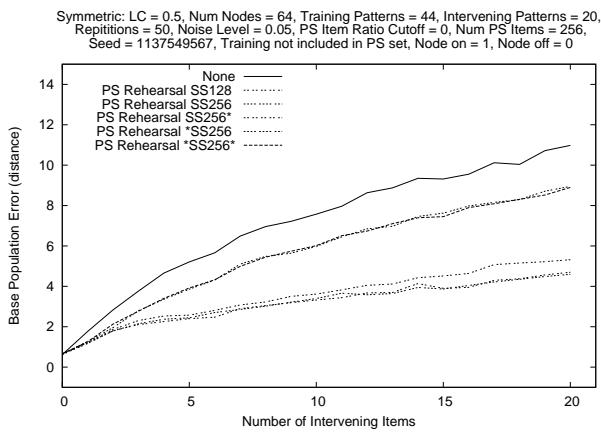 Symmetric: LC = 0.5, Num Nodes = 64, Training Patterns = 44, Intervening Patterns = 20,
Repititions = 50, Noise Level = 0.05, PS Item Ratio Cutoff = 0, Num PS Items = 256,
Seed = 1137549567, Training not included in PS set, Node on = 1, Node off = 0
14
12
10
8
6
4
2
0
Base Population Error (distance)
None
PS Rehearsal SS128
PS Rehearsal SS256
PS Rehearsal SS256*
PS Rehearsal *SS256
PS Rehearsal *SS256*
0 5 10 15 20
Number of Intervening Items